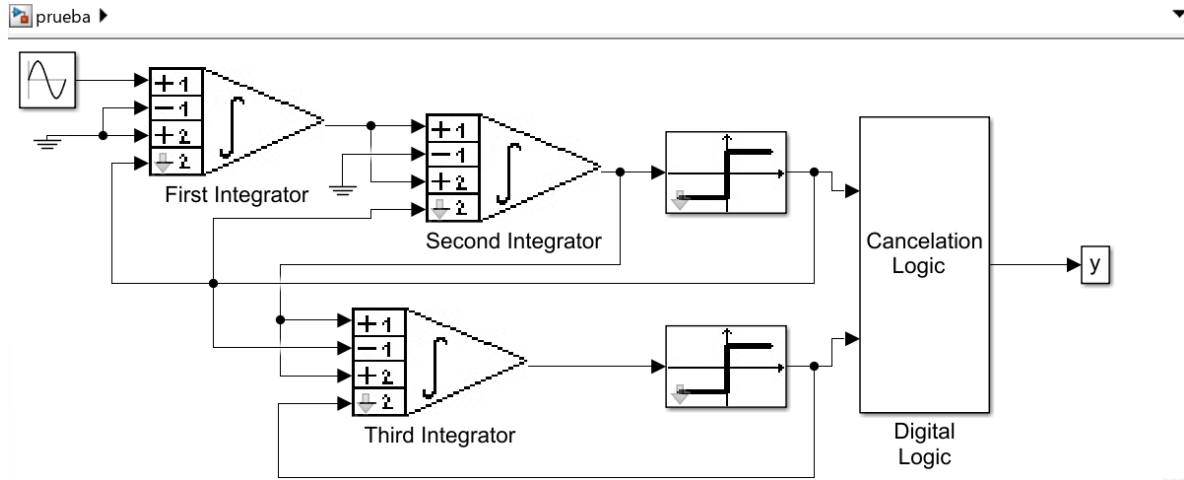 prueba
+ 1
- 1
+ 2
- 2
First Integrator
+ 1
- 1
+ 2
- 2
Second Integrator
Cancelation
Logic
y
+ 1
- 1
+ 2
- 2
Third Integrator
Digital
Logic